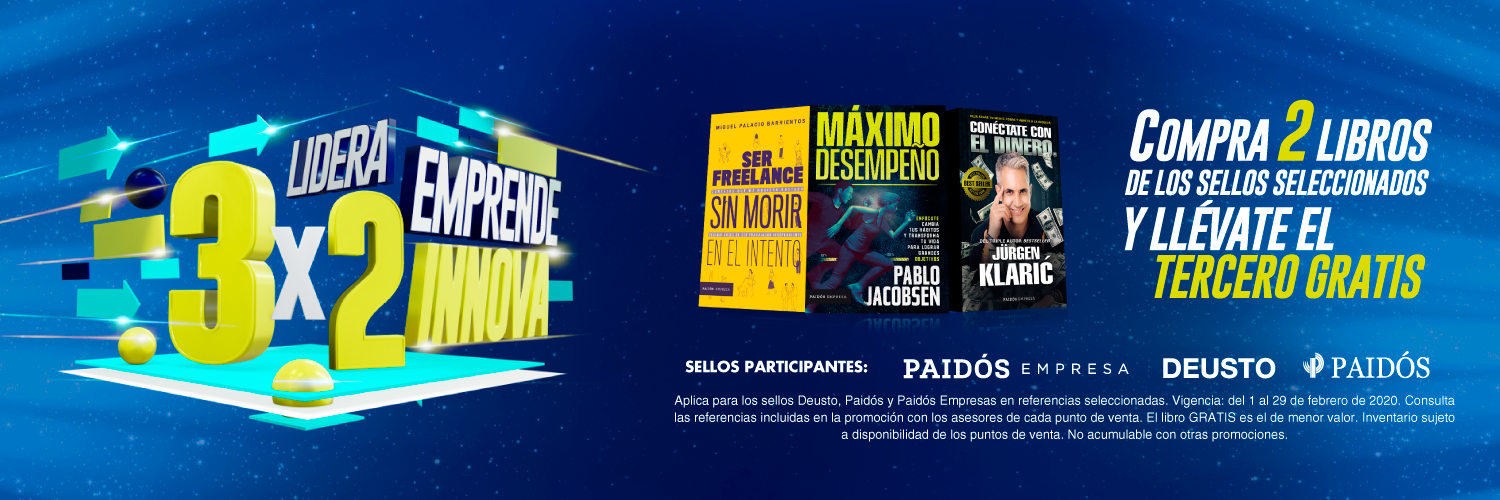 3X2
LIDERA
EMPRENDE
INNOVA
MIGUEL PALACIO BARRIENTOS
SER
FREELANCE
SIN MORIR
EN EL INTENTO
PAIDÓS EMPRESA
MÁXIMO
DESEMPEÑO
ENFÓCATE
CAMBIA
TUS HÁBITOS
Y TRANSFORMA
TU VIDA
PARA LOGRAR
GRANDES
OBJETIVOS
PABLO
JACOBSEN
PAIDÓS EMPRESA
CONÉCTATE CON
EL DINERO
BEST SELLER
DEL TRIPLE AUTOR BESTSELLER
JÜRGEN
KLARIĆ
PAIDÓS EMPRESA
COMPRA 2 LIBROS
DE LOS SELLOS SELECCIONADOS
Y LLÉVATE EL
TERCERO GRATIS
SELLOS PARTICIPANTES: PAIDÓS EMPRESA DEUSTO PAIDÓS
Aplica para los sellos Deusto, Paidós y Paidós Empresas en referencias seleccionadas. Vigencia: del 1 al 29 de febrero de 2020. Consulta
las referencias incluidas en la promoción con los asesores de cada punto de venta. El libro GRATIS es el de menor valor. Inventario sujeto
a disponibilidad de los puntos de venta. No acumulable con otras promociones.